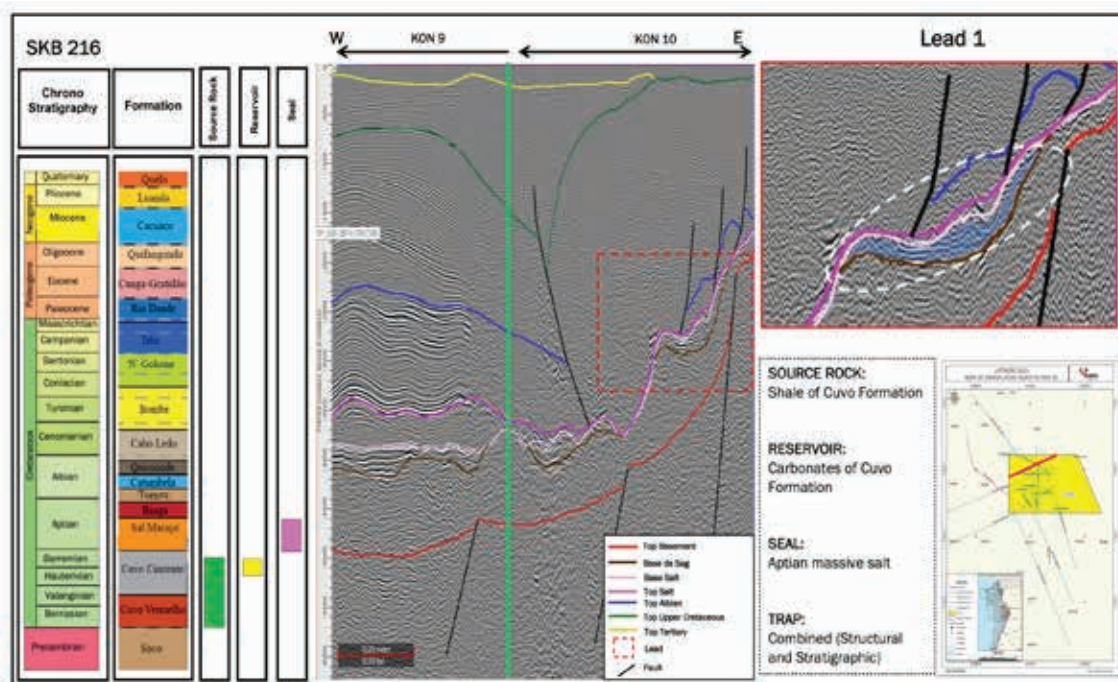 SKB 216
W
KON 9
KON 10
E
Lead 1
Chrono
Stratigraphy
Formation
Source Rock
Reservoir
Seal
Neogene
Paleogene
Cretaceous
Quaternary
Pliocene
Miocene
Oligocene
Eocene
Paleocene
Maastrichtian
Campanian
Santonian
Coniacian
Turonian
Cenomanian
Albian
Aptian
Barremian
Hauterivian
Valanginian
Berriasian
Precambrian
Quelo
Luanda
Cacuaco
Quifangondo
Cunga-Gratidão
Rio Dande
Teba
N' Golome
Itombe
Cabo Ledo
Quissonde
Catumbela
Tuenza
Binga
Sal Maciço
Cuvo Cinzento
Cuvo Vermelho
Soco
Top Basement
Base de Sag
Base Salt
Top Salt
Top Albian
Top Upper Cretaceous
Top Tertiary
Lead
Fault
SOURCE ROCK:
Shale of Cuvo Formation
RESERVOIR:
Carbonates of Cuvo
Formation
SEAL:
Aptian massive salt
TRAP:
Combined (Structural
and Stratigraphic)